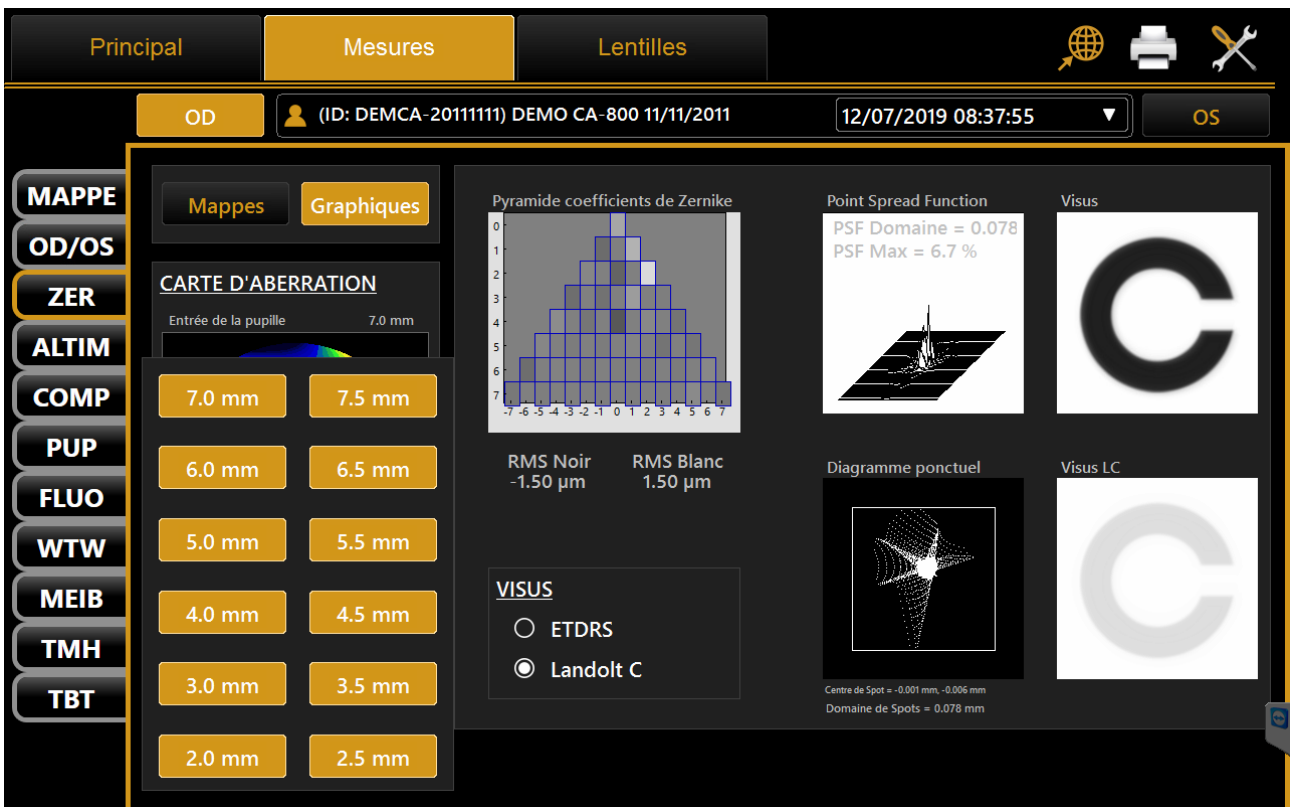 Principal
Mesures
Lentilles
OD
(ID: DEMCA-20111111) DEMO CA-800 11/11/2011
12/07/2019 08:37:55
OS
MAPPE
OD/OS
ZER
ALTIM
COMP
PUP
FLUO
WTW
MEIB
TMH
TBT
Mappes
Graphiques
CARTE D'ABERRATION
Entrée de la pupille 7.0 mm
7.0 mm 7.5 mm
6.0 mm 6.5 mm
5.0 mm 5.5 mm
4.0 mm 4.5 mm
3.0 mm 3.5 mm
2.0 mm 2.5 mm
Pyramide coefficients de Zernike
0
1
2
3
4
5
6
7
-7 -6 -5 -4 -3 -2 -1 0 1 2 3 4 5 6 7
RMS Noir RMS Blanc
-1.50 µm 1.50 µm
VISUS
ETDRS
Landolt C
Point Spread Function
PSF Domaine = 0.078
PSF Max = 6.7 %
Visus
Diagramme ponctuel
Centre de Spot = -0.001 mm, -0.006 mm
Domaine de Spots = 0.078 mm
Visus LC